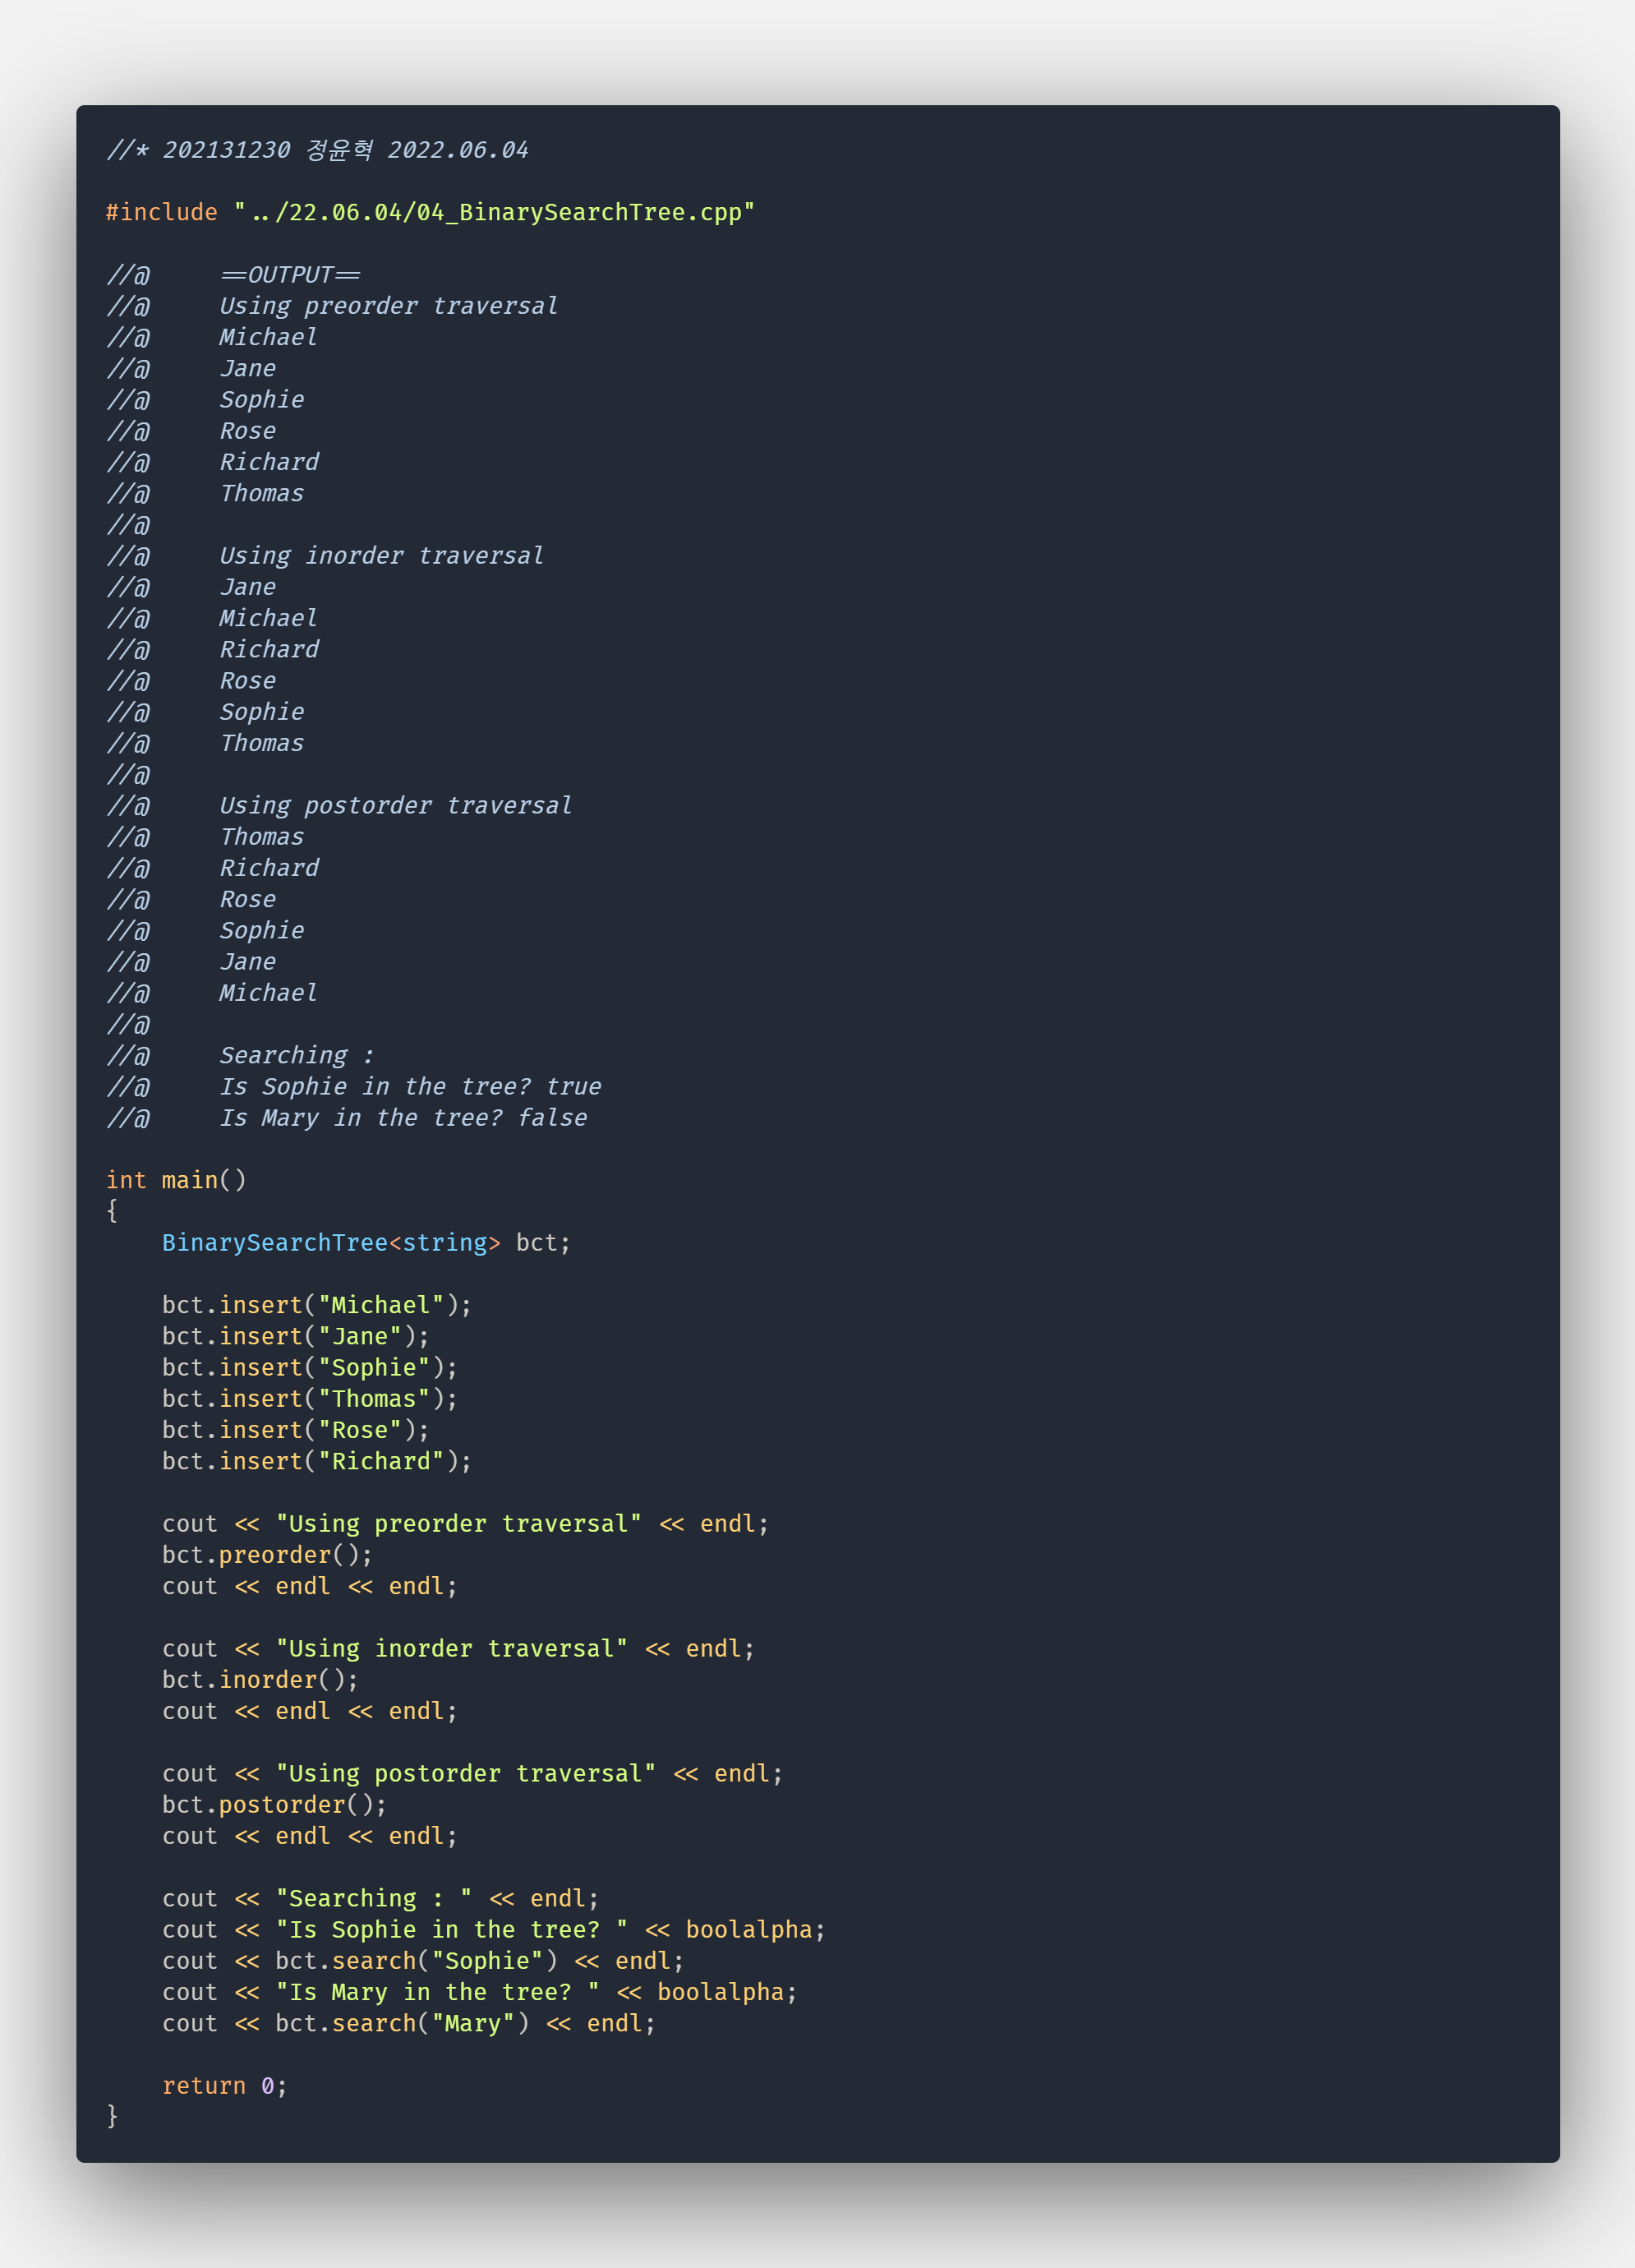 //* 202131230 정윤혁 2022.06.04
#include "../22.06.04/04_BinarySearchTree.cpp"
//@     ==OUTPUT==
//@     Using preorder traversal
//@     Michael
//@     Jane
//@     Sophie
//@     Rose
//@     Richard
//@     Thomas
//@
//@     Using inorder traversal
//@     Jane
//@     Michael
//@     Richard
//@     Rose
//@     Sophie
//@     Thomas
//@
//@     Using postorder traversal
//@     Thomas
//@     Richard
//@     Rose
//@     Sophie
//@     Jane
//@     Michael
//@
//@     Searching :
//@     Is Sophie in the tree? true
//@     Is Mary in the tree? false
int main()
{
    BinarySearchTree<string> bct;
    bct.insert("Michael");
    bct.insert("Jane");
    bct.insert("Sophie");
    bct.insert("Thomas");
    bct.insert("Rose");
    bct.insert("Richard");
    cout << "Using preorder traversal" << endl;
    bct.preorder();
    cout << endl << endl;
    cout << "Using inorder traversal" << endl;
    bct.inorder();
    cout << endl << endl;
    cout << "Using postorder traversal" << endl;
    bct.postorder();
    cout << endl << endl;
    cout << "Searching : " << endl;
    cout << "Is Sophie in the tree? " << boolalpha;
    cout << bct.search("Sophie") << endl;
    cout << "Is Mary in the tree? " << boolalpha;
    cout << bct.search("Mary") << endl;
    return 0;
}